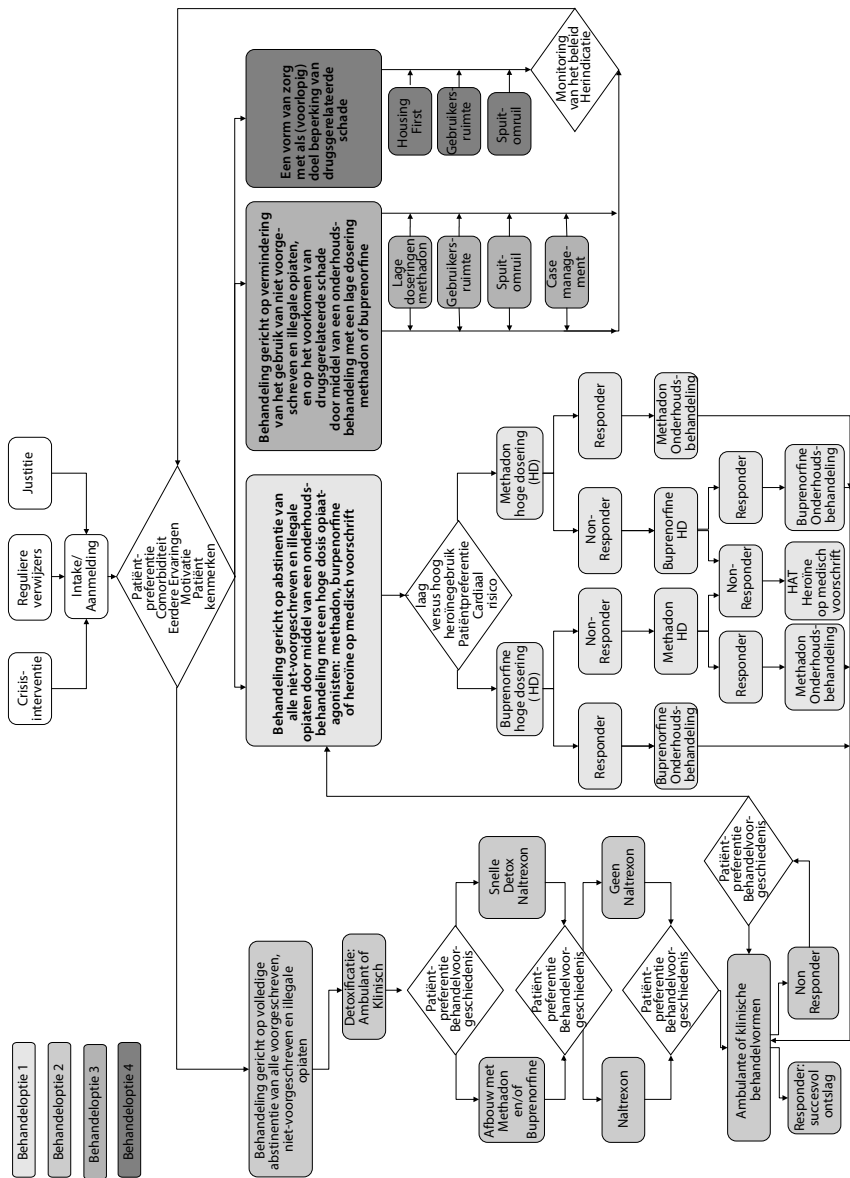 Crisis-
interventie
Reguliere
verwijzers
Justitie
Intake/
Aanmelding
Patiënt-
preferentie
Comorbiditeit
Eerdere Ervaringen
Motivatie
Patiënt
kenmerken
Behandeloptie 1
Behandeloptie 2
Behandeloptie 3
Behandeloptie 4
Behandeling gericht op volledige
abstinentie van alle voorgeschreven,
niet-voorgeschreven en illegale
opiaten
Detoxificatie:
Ambulant of
Klinisch
Patiënt-
preferentie
Behandelvoor-
geschiedenis
Afbouw met
Methadon
en/of
Buprenorfine
Snelle
Detox
Naltrexon
Patiënt-
preferentie
Behandelvoor-
geschiedenis
Naltrexon
Geen
Naltrexon
Patiënt-
preferentie
Behandelvoor-
geschiedenis
Ambulante of klinische
behandelvormen
Patiënt-
preferentie
Behandelvoor-
geschiedenis
Responder:
succesvol
ontslag
Non
Responder
Behandeling gericht op abstinentie van
alle niet-voorgeschreven en illegale
opiaten door middel van een onderhouds-
behandeling met een hoge dosis opiaat-
agonisten: methadon, burpenorfine
of heroïne op medisch voorschrift
laag
versus hoog
heroinegebruik
Patiëntpreferentie
Cardiaal
risico
Buprenorfine
hoge dosering
( HD)
Methadon
hoge dosering
(HD)
Responder
Non-
Responder
Non-
Responder
Responder
Buprenorfine
Onderhouds-
behandeling
Methadon
HD
Buprenorfine
HD
Methadon
Onderhouds-
behandeling
Responder
Non-
Responder
Responder
Methadon
Onderhouds-
behandeling
HAT
Heroïne
op medisch
voorschrift
Buprenorfine
Onderhouds-
behandeling
Behandeling gericht op vermindering
van het gebruik van niet voorge-
schreven en illegale opiaten,
en op het voorkomen van
drugsgerelateerde schade
door middel van een onderhouds-
behandeling met een lage dosering
methadon of buprenorfine
Lage
doseringen
methadon
Gebruikers-
ruimte
Spuit-
omruil
Case
manage-
ment
Een vorm van zorg
met als (voorlopig)
doel beperking van
drugsgerelateerde
schade
Housing
First
Gebruikers-
ruimte
Spuit-
omruil
Monitoring
van het beleid
Herindicatie